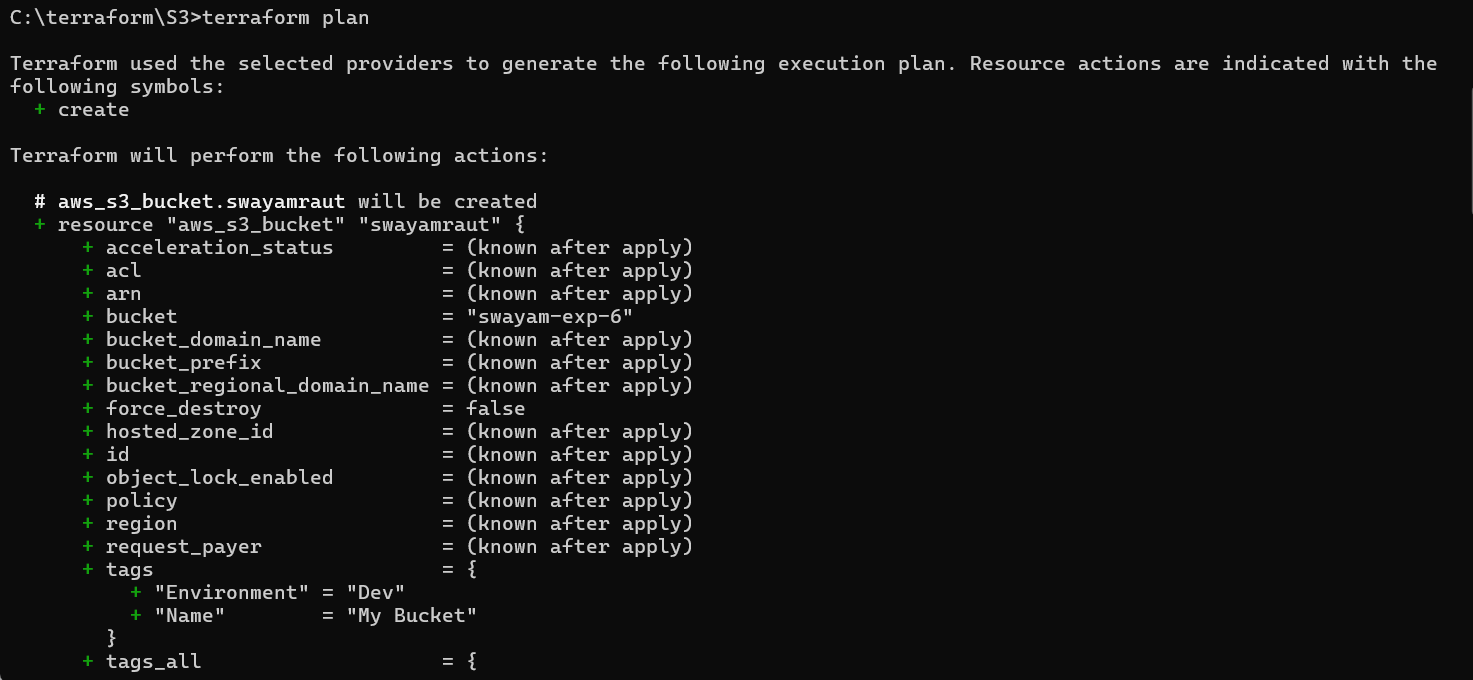 C:\terraform\S3>terraform plan
Terraform used the selected providers to generate the following execution plan. Resource actions are indicated with the
following symbols:
  + create
Terraform will perform the following actions:
  # aws_s3_bucket.swayamraut will be created
  + resource "aws_s3_bucket" "swayamraut" {
      + acceleration_status         = (known after apply)
      + acl                         = (known after apply)
      + arn                         = (known after apply)
      + bucket                      = "swayam-exp-6"
      + bucket_domain_name          = (known after apply)
      + bucket_prefix               = (known after apply)
      + bucket_regional_domain_name = (known after apply)
      + force_destroy               = false
      + hosted_zone_id              = (known after apply)
      + id                          = (known after apply)
      + object_lock_enabled         = (known after apply)
      + policy                      = (known after apply)
      + region                      = (known after apply)
      + request_payer               = (known after apply)
      + tags                        = {
          + "Environment" = "Dev"
          + "Name"        = "My Bucket"
        }
      + tags_all                    = {